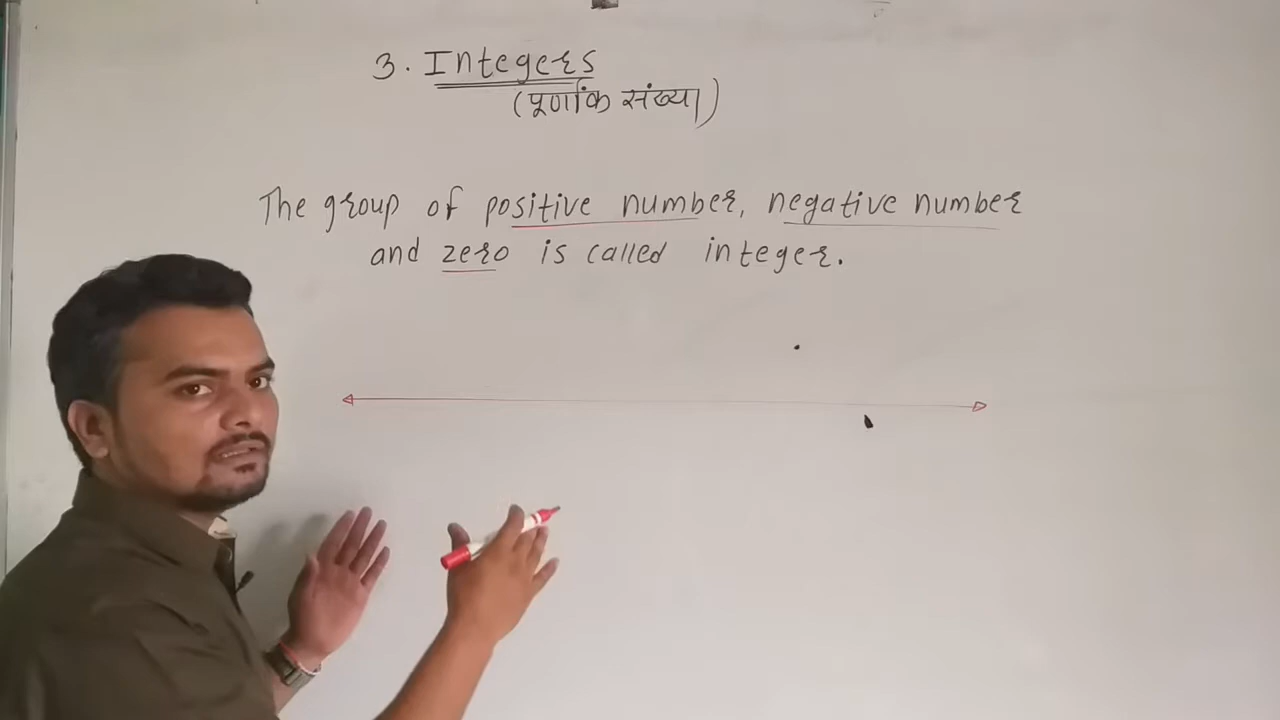 3. Integers
(पूर्णांक संख्या)
The group of positive number, negative number
and zero is called integer.